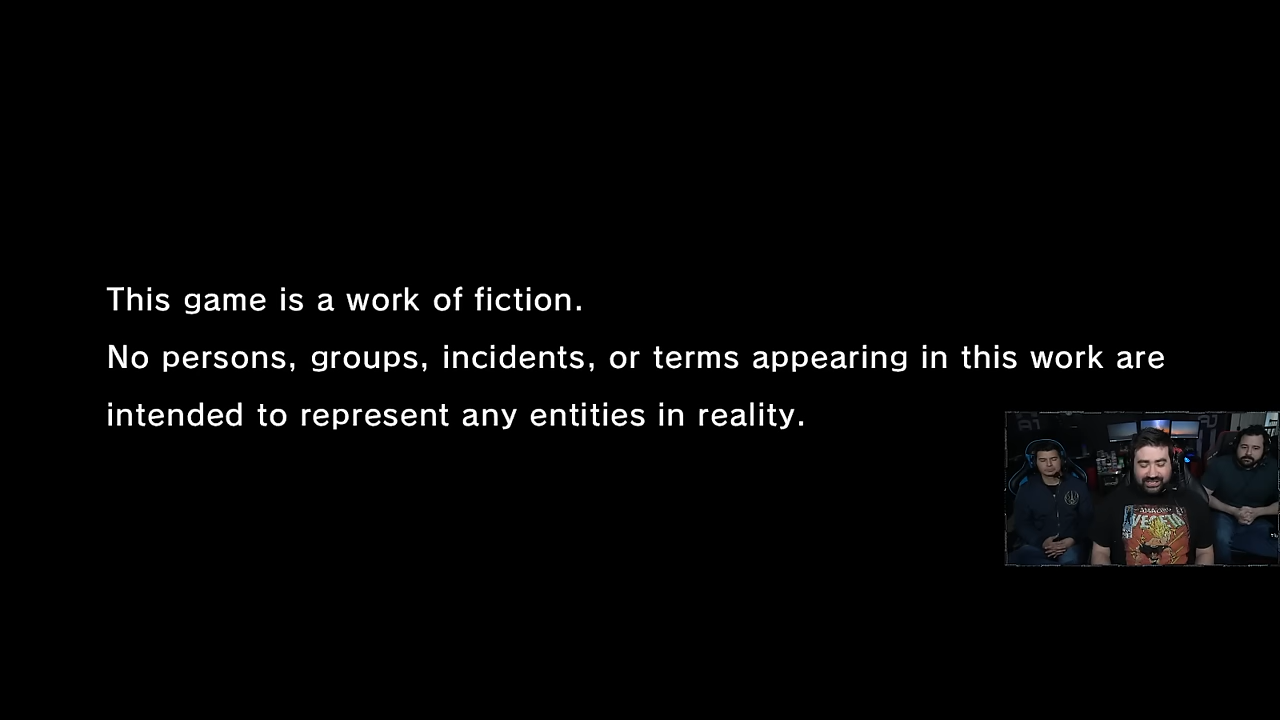 This game is a work of fiction.
No persons, groups, incidents, or terms appearing in this work are
intended to represent any entities in reality.
VEGETA